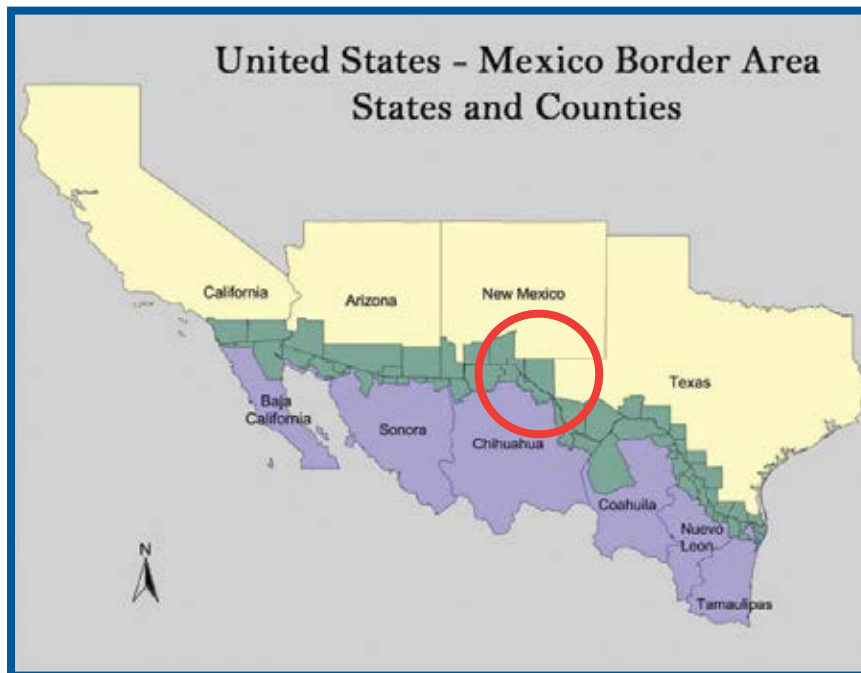 United States - Mexico Border Area
States and Counties
California
Arizona
New Mexico
Texas
Baja
California
Sonora
Chihuahua
Coahuila
Nuevo
Leon
Tamaulipas
N